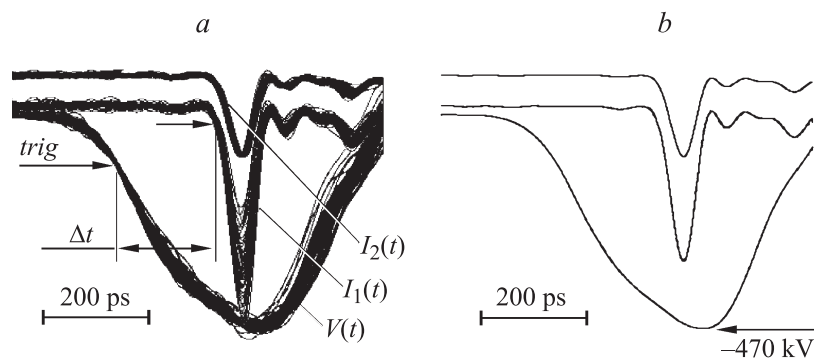 a
b
trig
Δt
I₂(t)
I₁(t)
V(t)
200 ps
200 ps
–470 kV